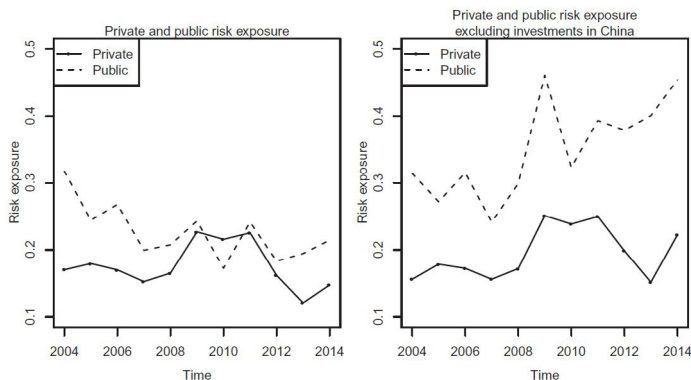 Private and public risk exposure
Private
Public
Risk exposure
0.5
0.4
0.3
0.2
0.1
2004
2006
2008
2010
2012
2014
Time
Private and public risk exposure
excluding investments in China
Private
Public
Risk exposure
0.5
0.4
0.3
0.2
0.1
2004
2006
2008
2010
2012
2014
Time